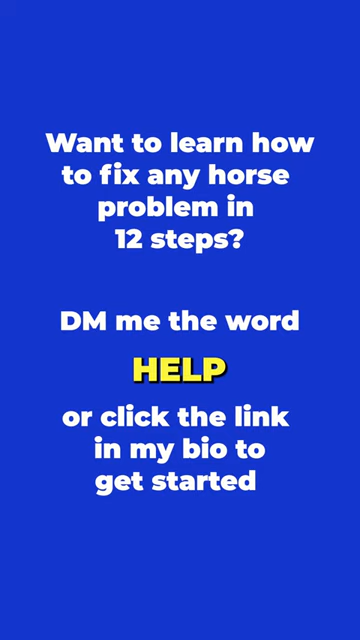 Want to learn how
to fix any horse
problem in
12 steps?
DM me the word
HELP
or click the link
in my bio to
get started